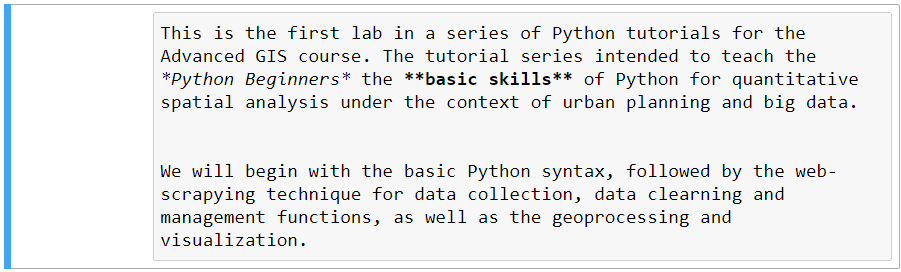 This is the first lab in a series of Python tutorials for the
Advanced GIS course. The tutorial series intended to teach the
*Python Beginners* the **basic skills** of Python for quantitative
spatial analysis under the context of urban planning and big data.
We will begin with the basic Python syntax, followed by the web-
scrapying technique for data collection, data clearning and
management functions, as well as the geoprocessing and
visualization.